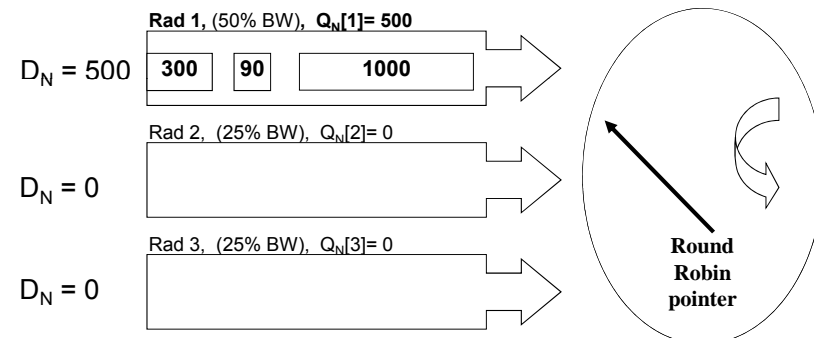 Rad 1, (50% BW), Q_N[1]= 500
D_N = 500
300 90 1000
Rad 2, (25% BW), Q_N[2]= 0
D_N = 0
Rad 3, (25% BW), Q_N[3]= 0
D_N = 0
Round
Robin
pointer